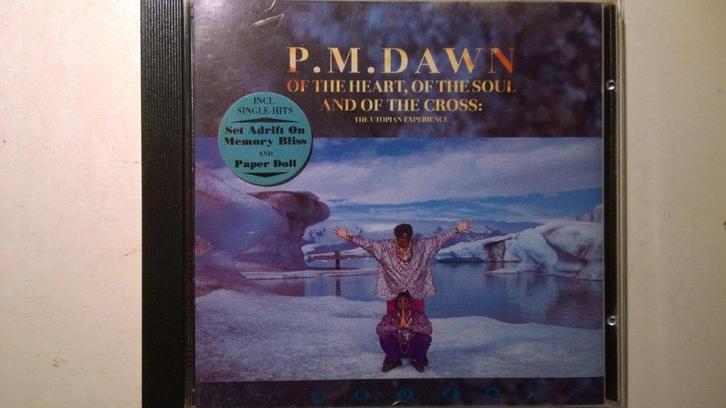 P.M.DAWN
OF THE HEART, OF THE SOUL
AND OF THE CROSS:
THE UTOPIAN EXPERIENCE
INCL.
SINGLE-HITS
Set Adrift On
Memory Bliss
AND
Paper Doll